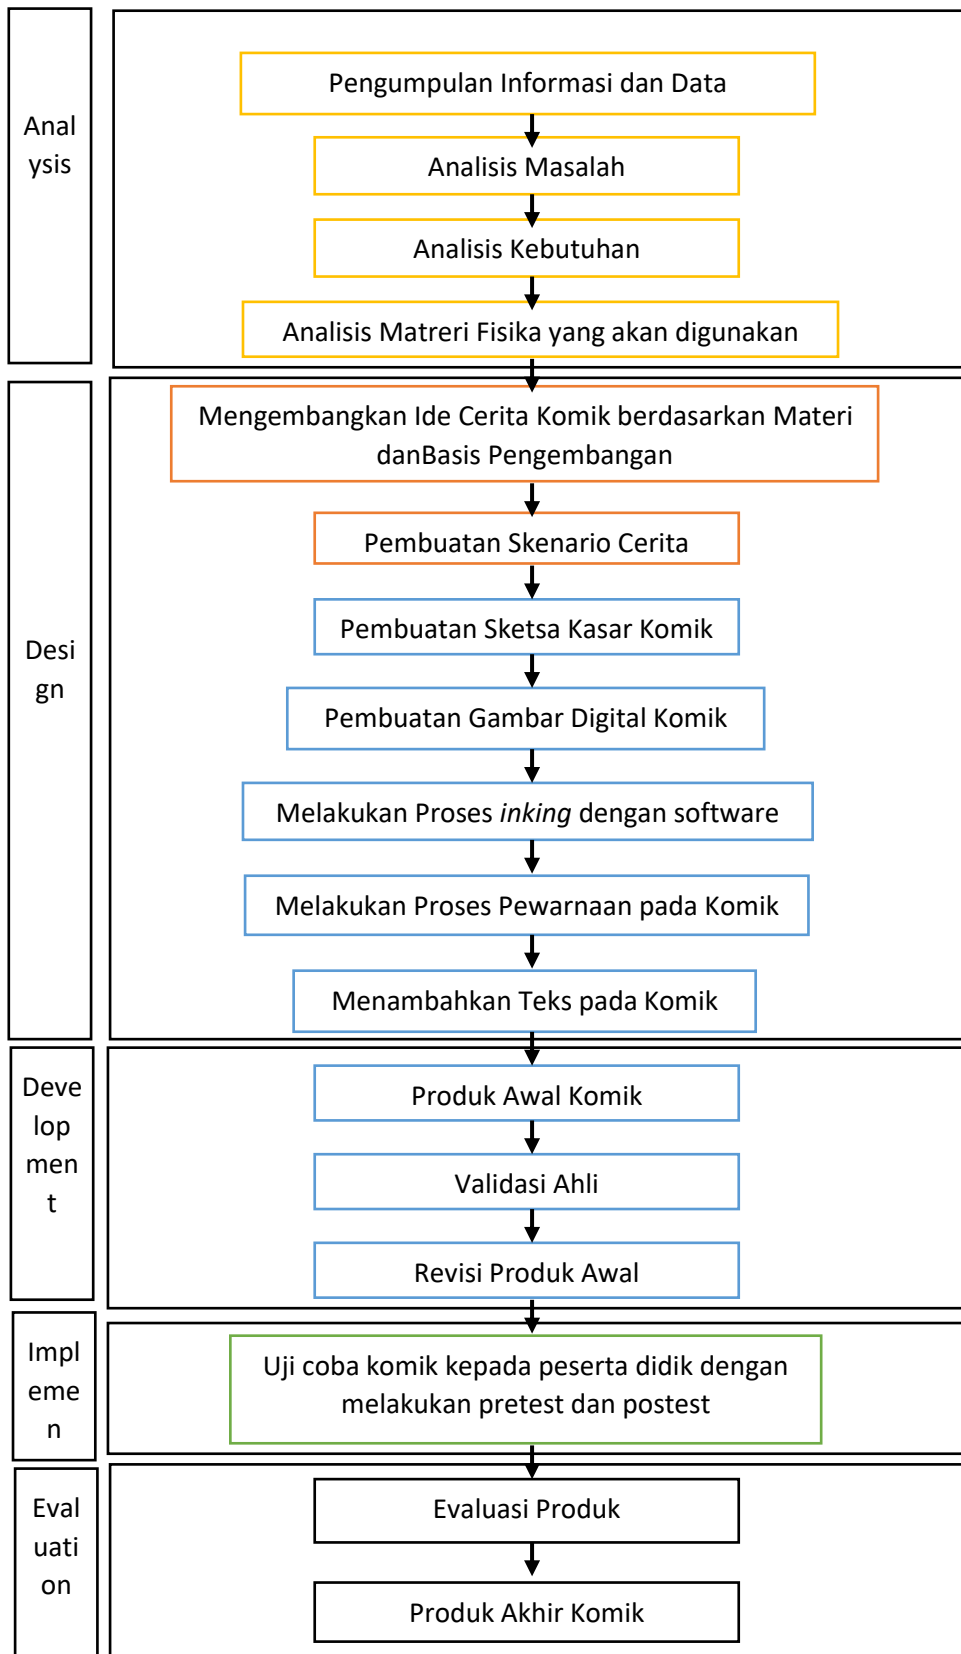 Anal
ysis
Pengumpulan Informasi dan Data
Analisis Masalah
Analisis Kebutuhan
Analisis Matreri Fisika yang akan digunakan
Desi
gn
Mengembangkan Ide Cerita Komik berdasarkan Materi
danBasis Pengembangan
Pembuatan Skenario Cerita
Pembuatan Sketsa Kasar Komik
Pembuatan Gambar Digital Komik
Melakukan Proses inking dengan software
Melakukan Proses Pewarnaan pada Komik
Menambahkan Teks pada Komik
Deve
lop
men
t
Produk Awal Komik
Validasi Ahli
Revisi Produk Awal
Impl
eme
n
Uji coba komik kepada peserta didik dengan
melakukan pretest dan postest
Eval
uati
on
Evaluasi Produk
Produk Akhir Komik